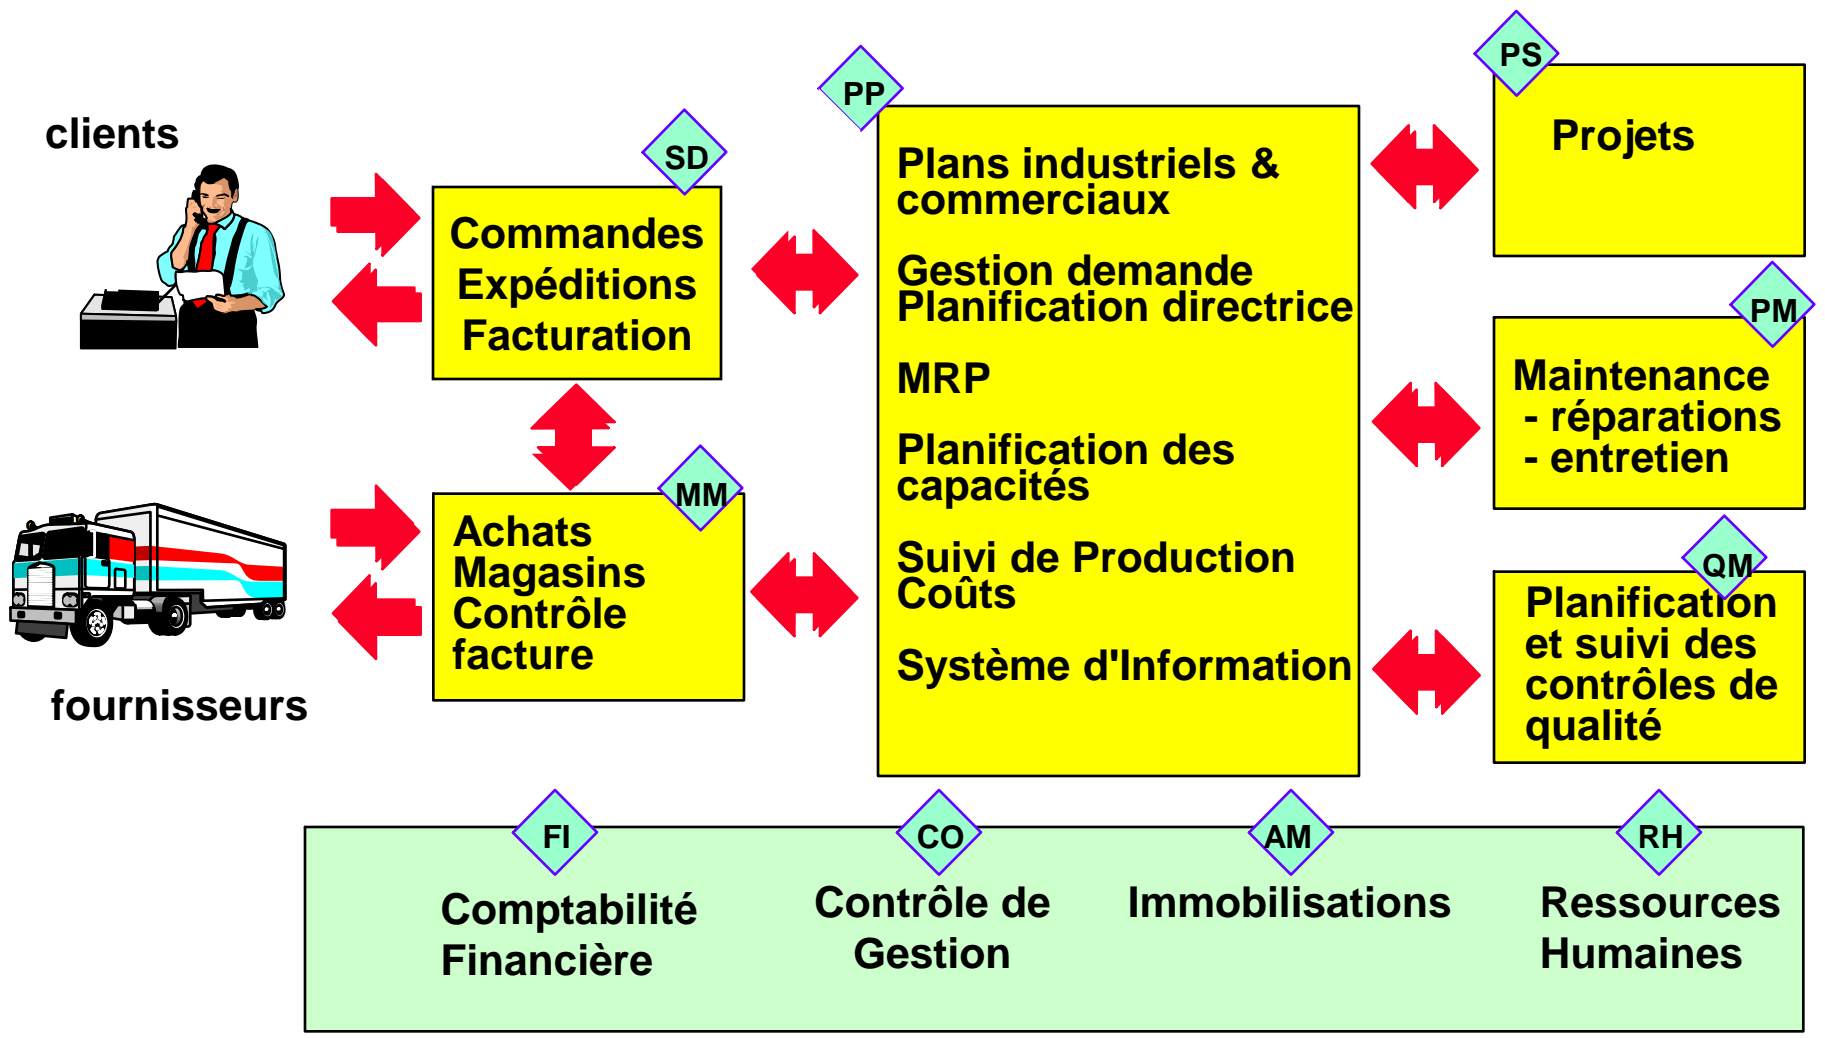 clients
SD
Commandes
Expéditions
Facturation
MM
Achats
Magasins
Contrôle
facture
fournisseurs
PP
Plans industriels &
commerciaux
Gestion demande
Planification directrice
MRP
Planification des
capacités
Suivi de Production
Coûts
Système d'Information
PS
Projets
PM
Maintenance
- réparations
- entretien
QM
Planification
et suivi des
contrôles de
qualité
FI
Comptabilité
Financière
CO
Contrôle de
Gestion
AM
Immobilisations
RH
Ressources
Humaines